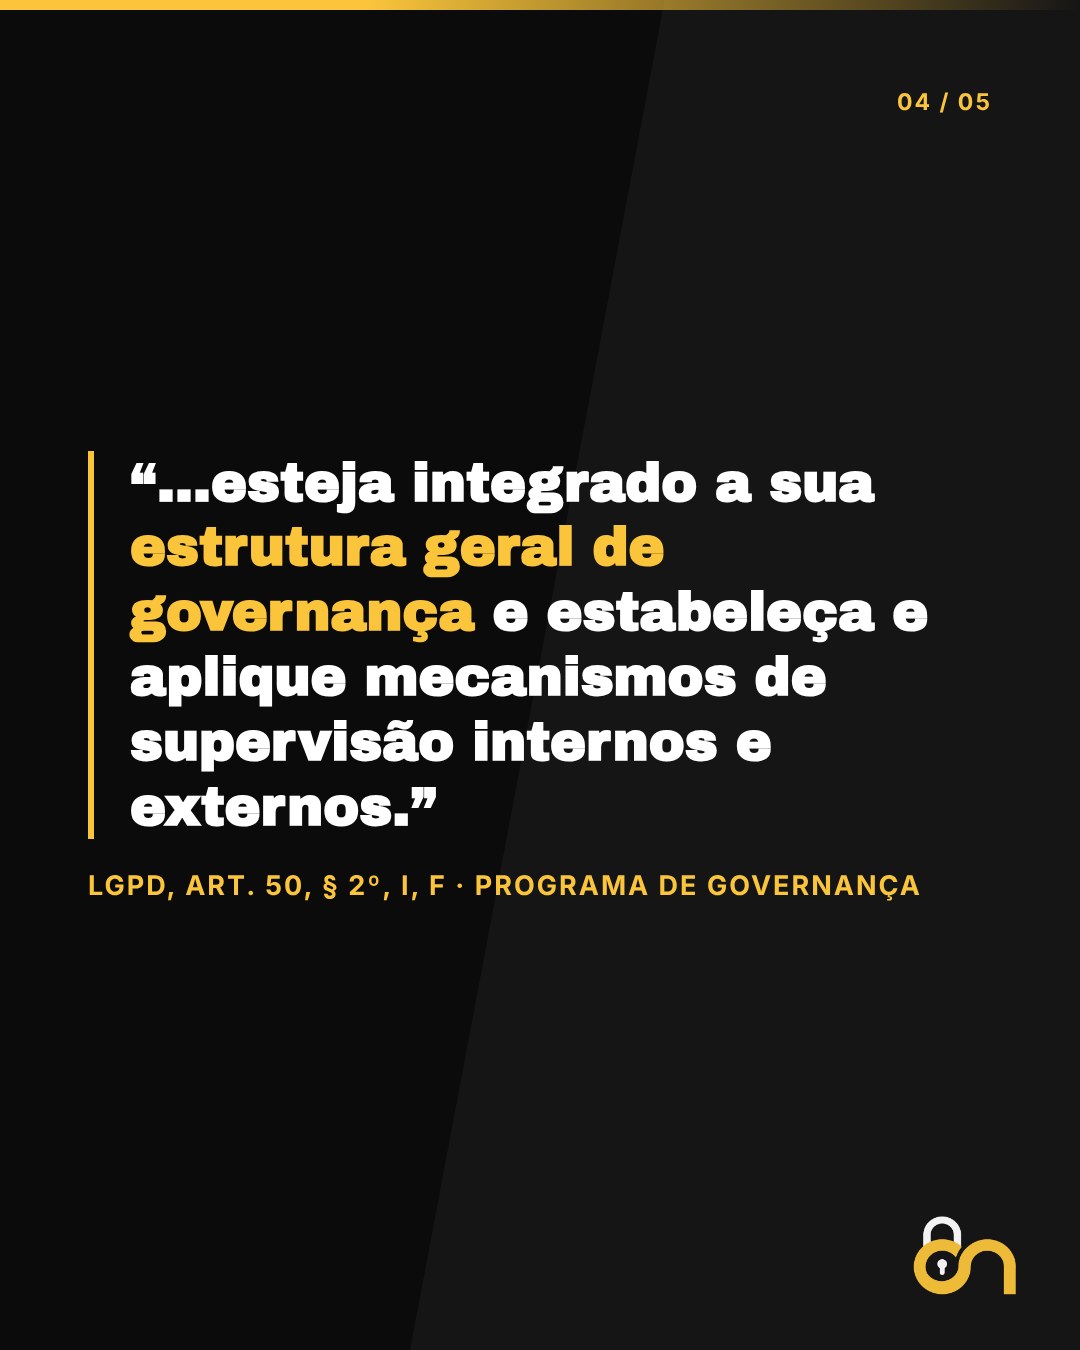 04 / 05
“...esteja integrado a sua
estrutura geral de
governança e estabeleça e
aplique mecanismos de
supervisão internos e
externos.”
LGPD, ART. 50, § 2º, I, F · PROGRAMA DE GOVERNANÇA
on